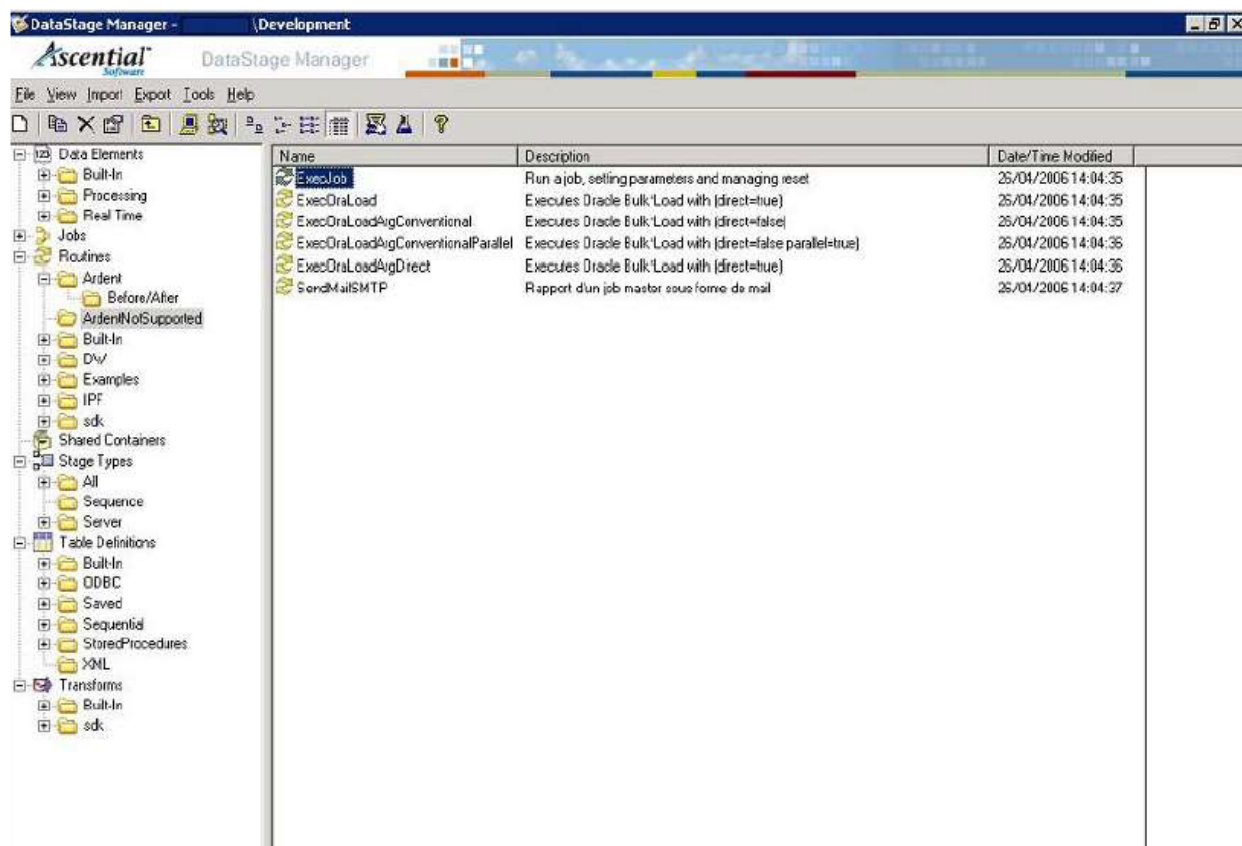 DataStage Manager - \Development
Ascential
Software
DataStage Manager
File View Import Export Tools Help
Data Elements
Built-In
Processing
Real Time
Jobs
Routines
Ardent
Before/After
ArdentNotSupported
Built-In
DW
Examples
IPF
sdk
Shared Containers
Stage Types
All
Sequence
Server
Table Definitions
Built-In
ODBC
Saved
Sequential
StoredProcedures
XML
Transforms
Built-In
sdk
Name Description Date/Time Modified
ExecJob Run a job, setting parameters and managing reset 26/04/2006 14:04:35
ExecOraLoad Executes Oracle Bulk'Load with (direct=true) 26/04/2006 14:04:35
ExecOraLoadArgConventional Executes Oracle Bulk'Load with (direct=false) 26/04/2006 14:04:35
ExecOraLoadArgConventionalParallel Executes Oracle Bulk'Load with (direct=false parallel=true) 26/04/2006 14:04:36
ExecOraLoadArgDirect Executes Oracle Bulk'Load with (direct=true) 26/04/2006 14:04:36
SendMailSMTP Rapport d'un job master sous forme de mail 26/04/2006 14:04:37